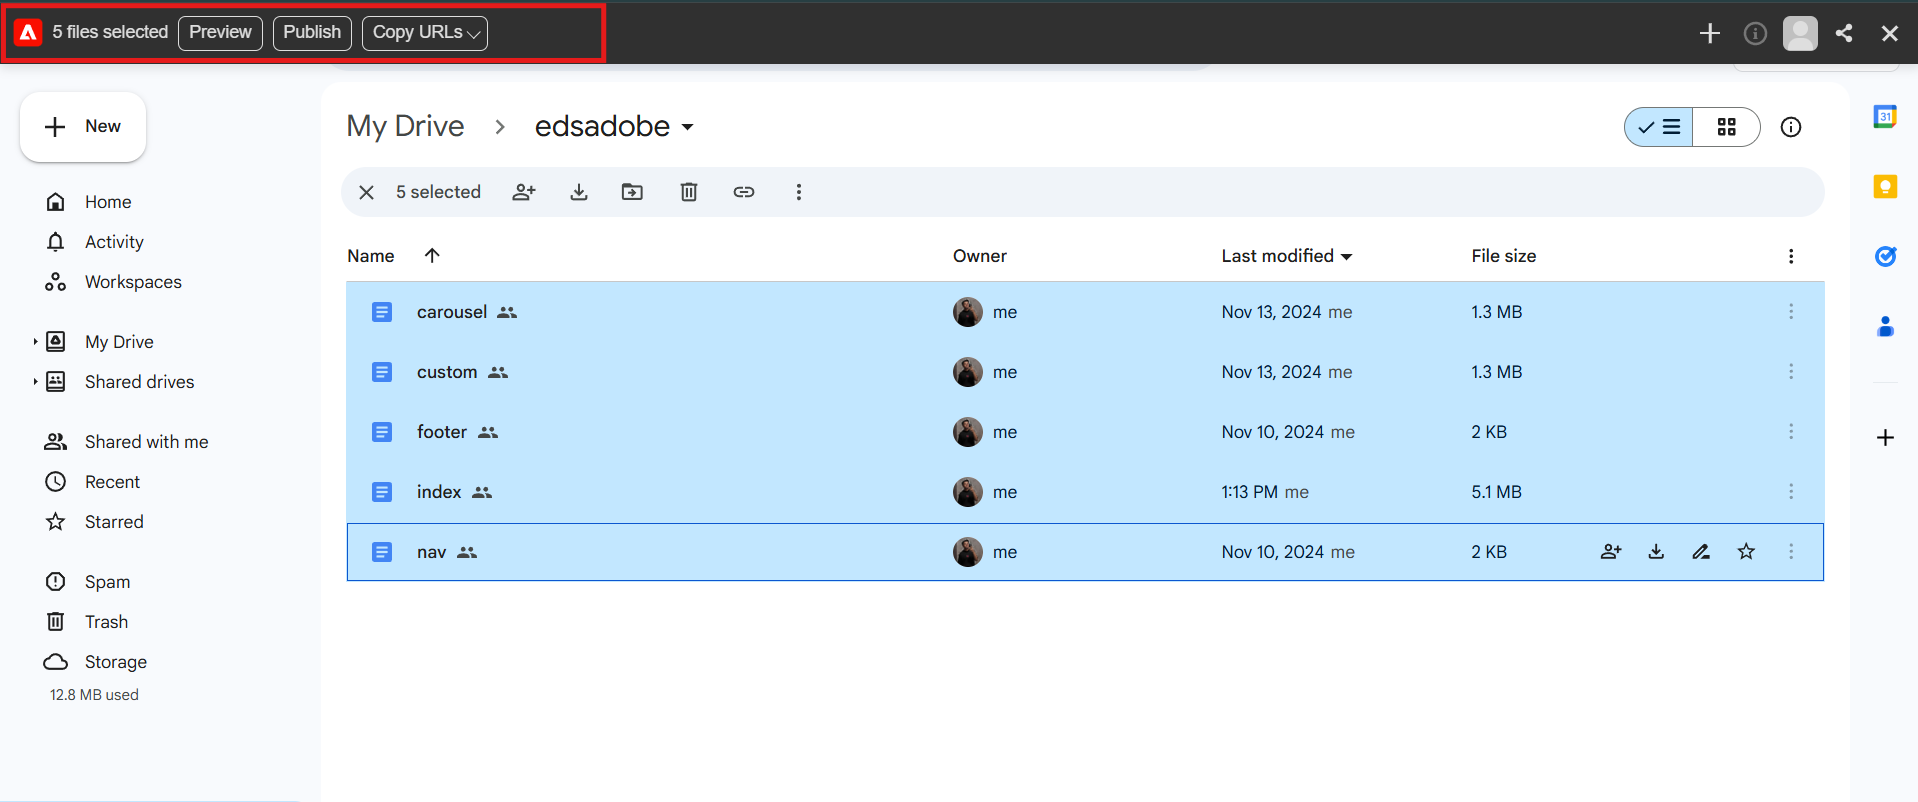 5 files selected Preview Publish Copy URLs
New
My Drive edsadobe
31
5 selected
Home
Activity
Workspaces
My Drive
Shared drives
Shared with me
Recent
Starred
Spam
Trash
Storage
12.8 MB used
Name Owner Last modified File size
carousel me Nov 13, 2024 me 1.3 MB
custom me Nov 13, 2024 me 1.3 MB
footer me Nov 10, 2024 me 2 KB
index me 1:13 PM me 5.1 MB
nav me Nov 10, 2024 me 2 KB